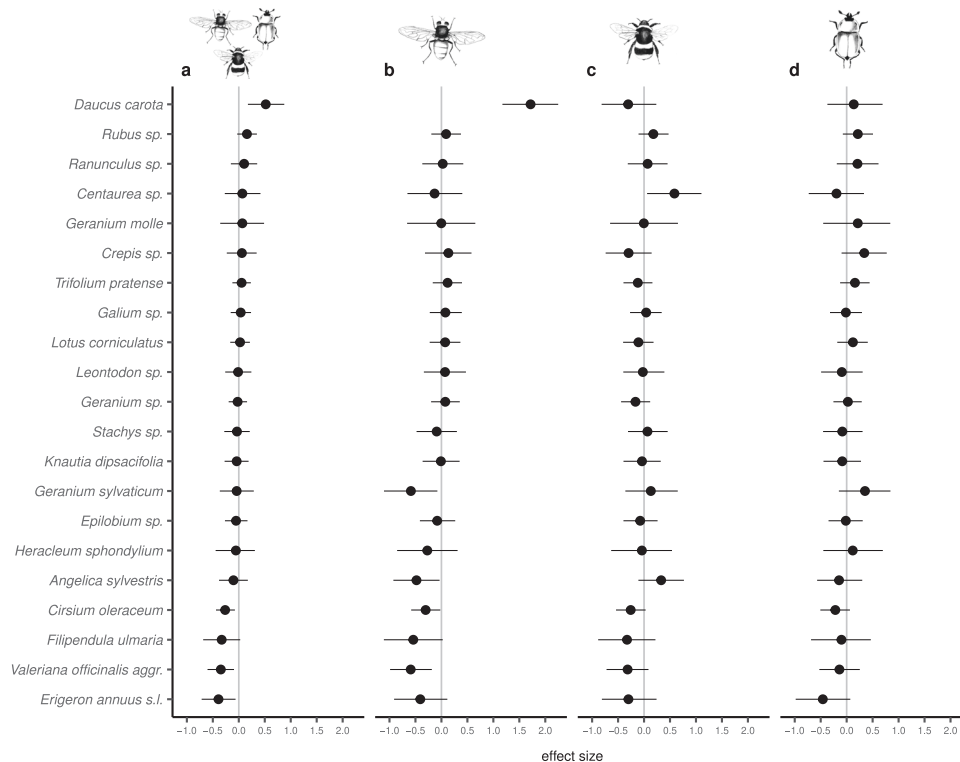 a b c d
Daucus carota
Rubus sp.
Ranunculus sp.
Centaurea sp.
Geranium molle
Crepis sp.
Trifolium pratense
Galium sp.
Lotus corniculatus
Leontodon sp.
Geranium sp.
Stachys sp.
Knautia dipsacifolia
Geranium sylvaticum
Epilobium sp.
Heracleum sphondylium
Angelica sylvestris
Cirsium oleraceum
Filipendula ulmaria
Valeriana officinalis aggr.
Erigeron annuus s.l.
−1.0 −0.5 0.0 0.5 1.0 1.5 2.0 −1.0 −0.5 0.0 0.5 1.0 1.5 2.0 −1.0 −0.5 0.0 0.5 1.0 1.5 2.0 −1.0 −0.5 0.0 0.5 1.0 1.5 2.0
effect size